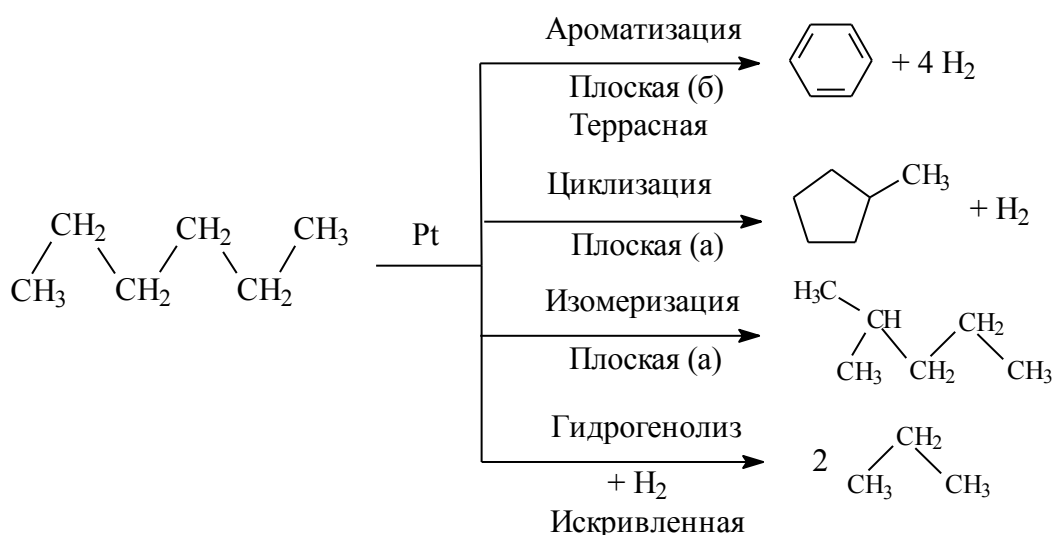 Ароматизация
Плоская (б)
Террасная
+ 4 H₂
Циклизация
Плоская (а)
CH₃
+ H₂
CH₂ CH₂ CH₃
CH₃ CH₂ CH₂
Pt
Изомеризация
Плоская (а)
H₃C
CH CH₂
CH₃ CH₂ CH₃
Гидрогенолиз
+ H₂
Искривленная
2
CH₂
CH₃ CH₃